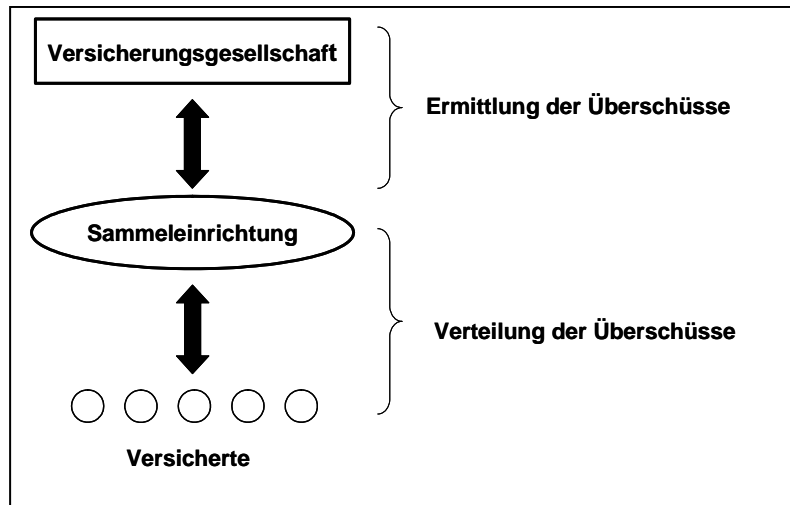 Versicherungsgesellschaft
Ermittlung der Überschüsse
Sammeleinrichtung
Verteilung der Überschüsse
Versicherte